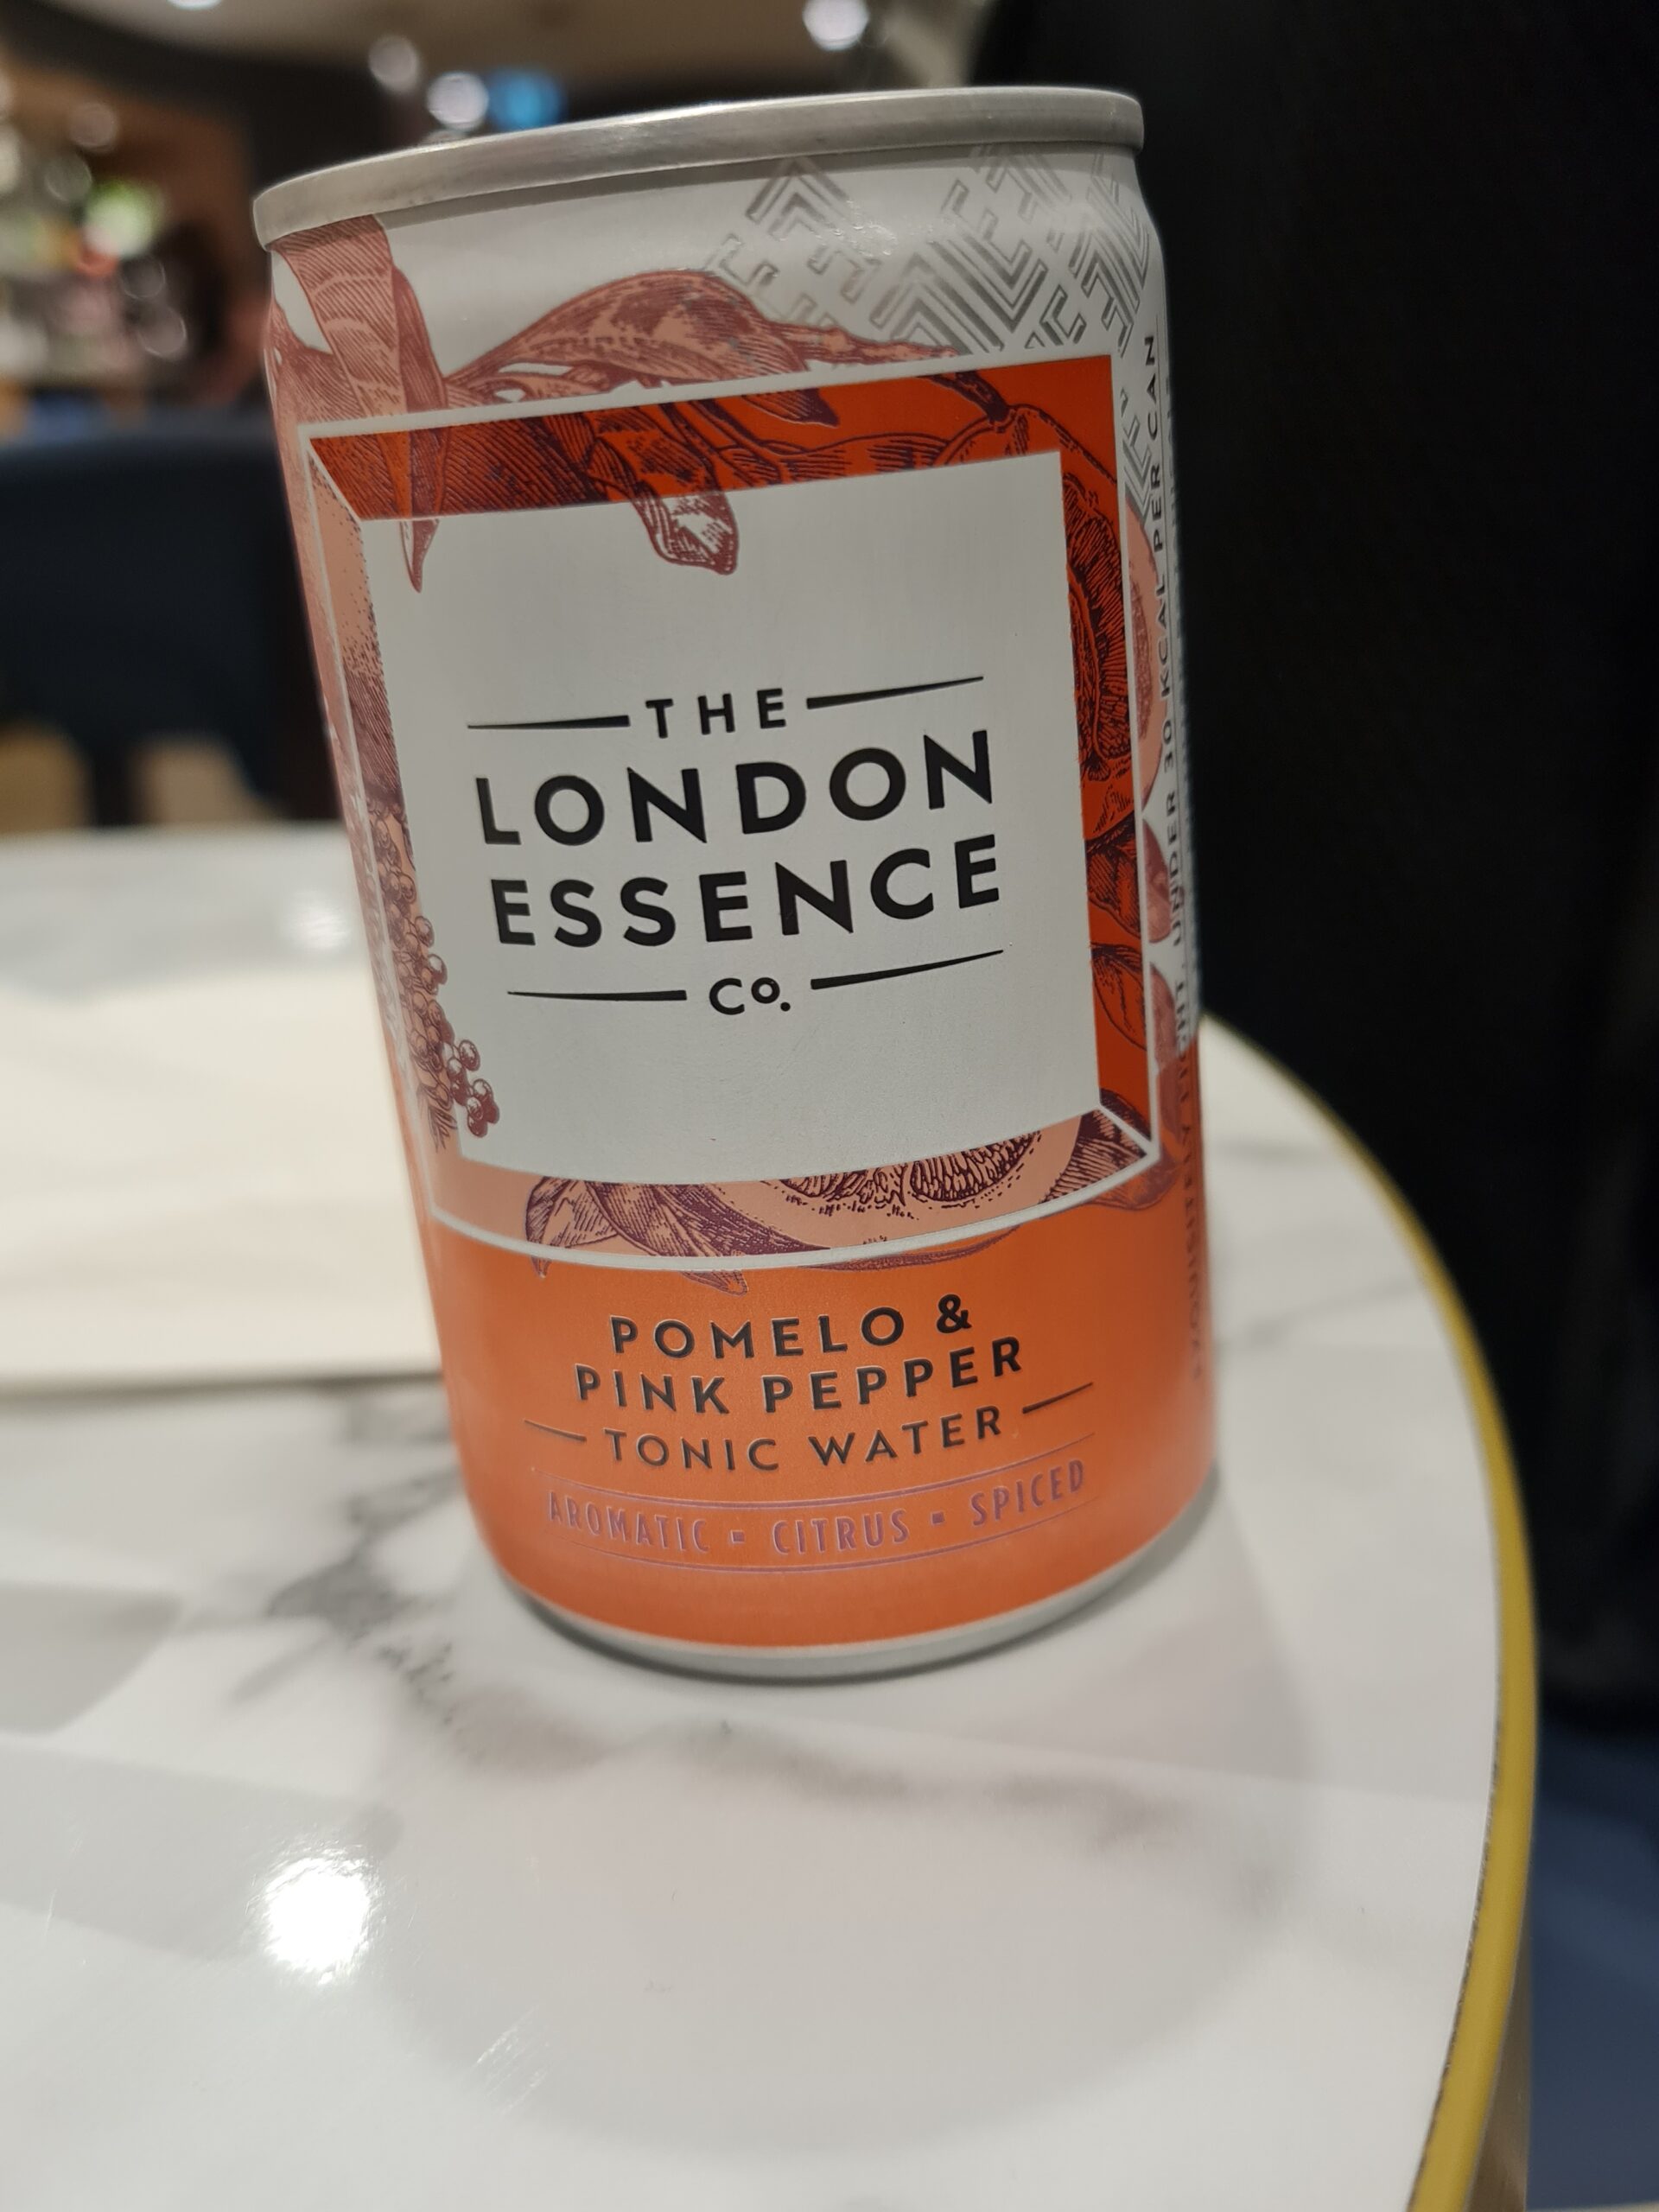 THE
LONDON
ESSENCE
Co.
POMELO &
PINK PEPPER
TONIC WATER
AROMATIC ▪ CITRUS ▪ SPICED
UNDER 30 KCAL PER CAN